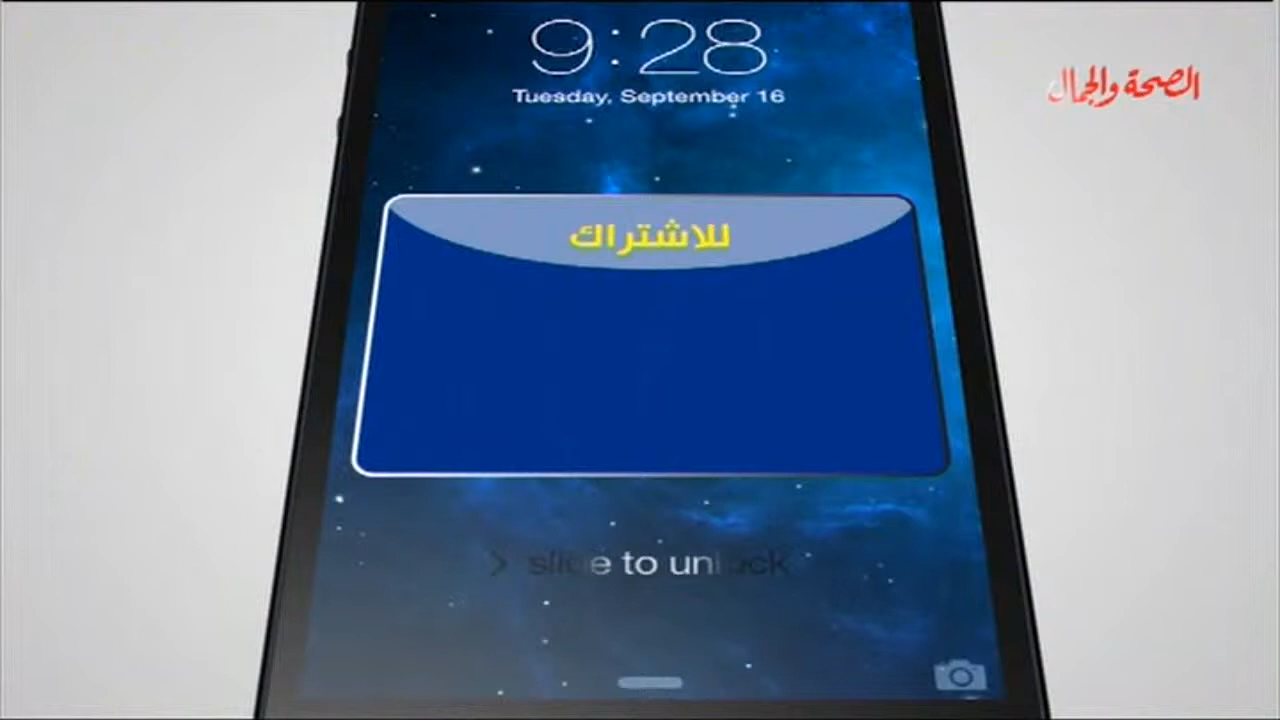 9:28
Tuesday, September 16
الصحة والجمال
للاشتراك
> slide to unlock